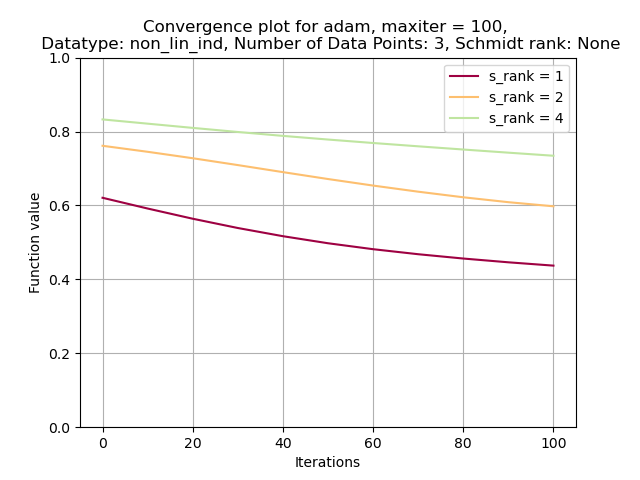 Convergence plot for adam, maxiter = 100,
Datatype: non_lin_ind, Number of Data Points: 3, Schmidt rank: None
1.0
0.8
0.6
0.4
0.2
0.0
Function value
s_rank = 1
s_rank = 2
s_rank = 4
0 20 40 60 80 100
Iterations